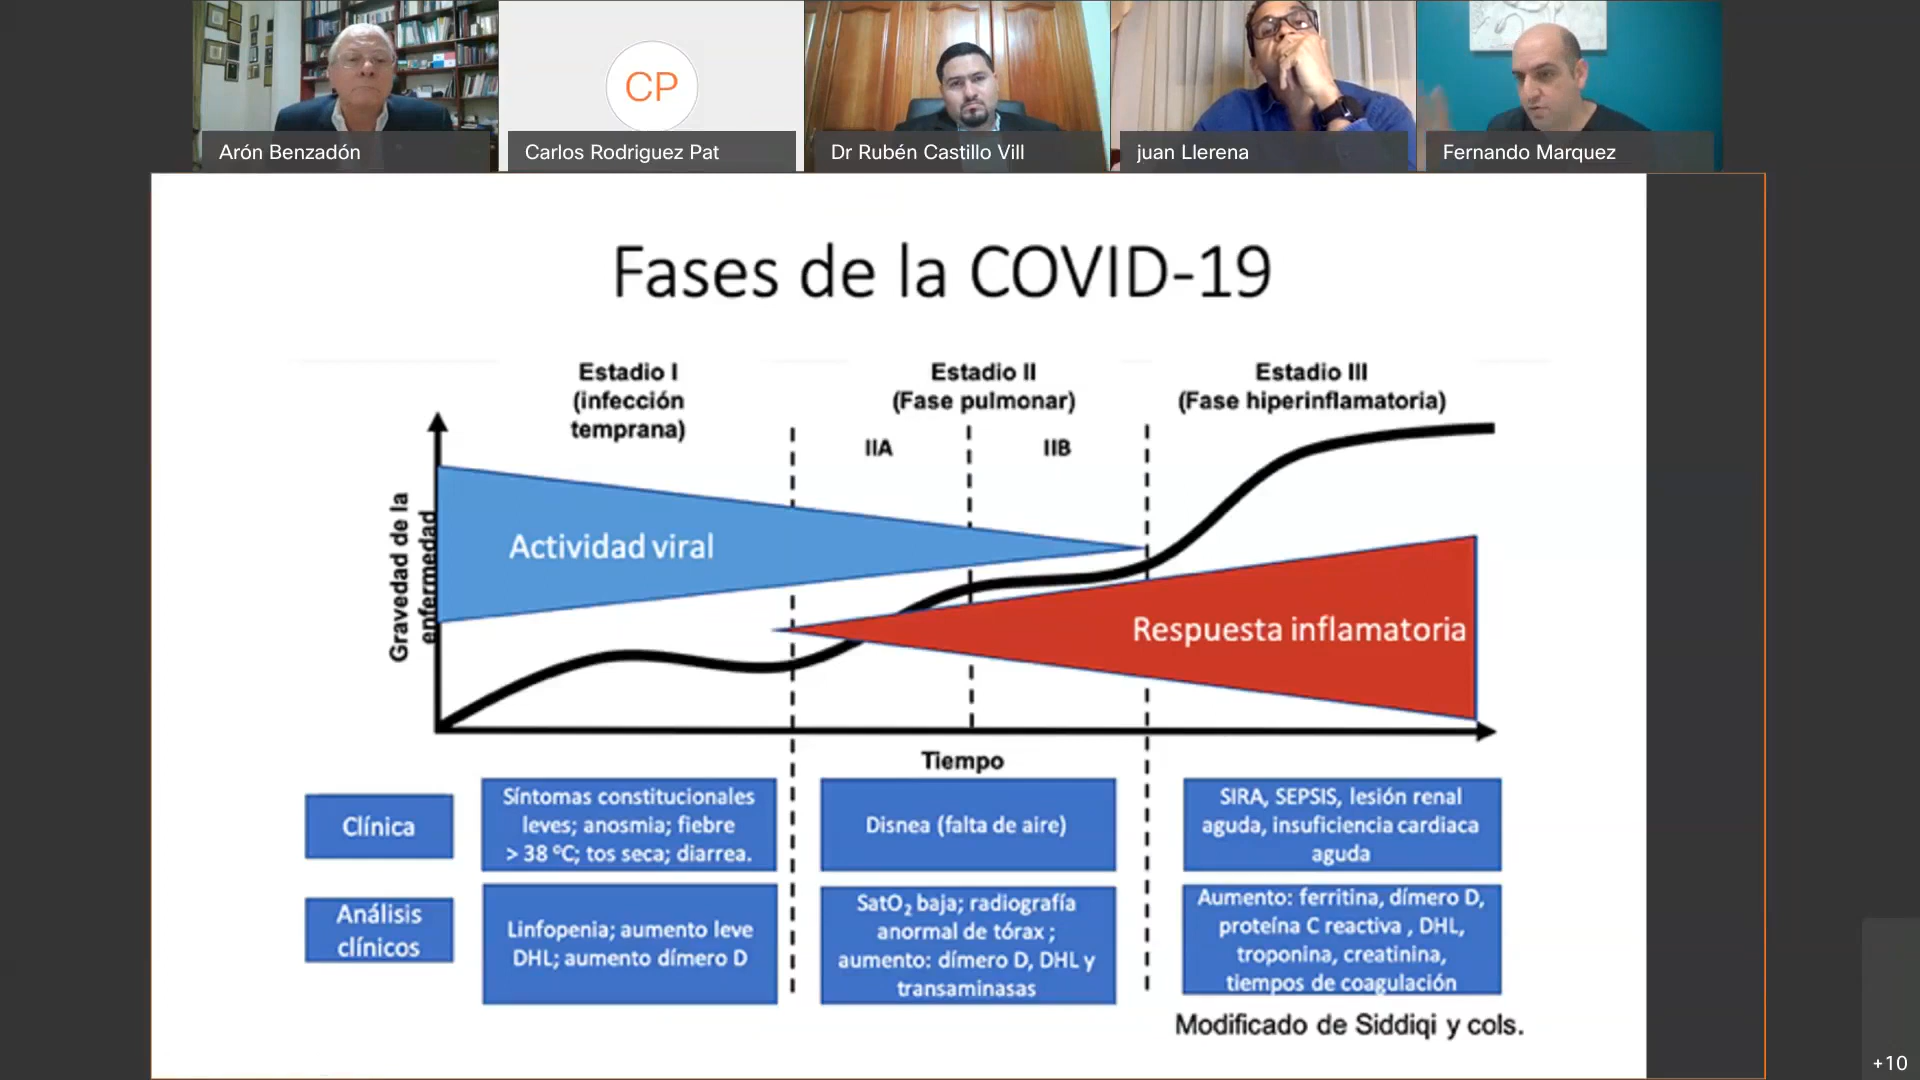 CP
Arón Benzadón
Carlos Rodriguez Pat
Dr Rubén Castillo Vill
juan Llerena
Fernando Marquez
Fases de la COVID-19
Estadio I
(infección
temprana)
Estadio II
(Fase pulmonar)
IIA
IIB
Estadio III
(Fase hiperinflamatoria)
Gravedad de la
enfermedad
Actividad viral
Respuesta inflamatoria
Tiempo
Clínica
Síntomas constitucionales
leves; anosmia; fiebre
> 38 ºC; tos seca; diarrea.
Disnea (falta de aire)
SIRA, SEPSIS, lesión renal
aguda, insuficiencia cardiaca
aguda
Análisis
clínicos
Linfopenia; aumento leve
DHL; aumento dímero D
SatO₂ baja; radiografía
anormal de tórax ;
aumento: dímero D, DHL y
transaminasas
Aumento: ferritina, dímero D,
proteína C reactiva , DHL,
troponina, creatinina,
tiempos de coagulación
Modificado de Siddiqi y cols.
+10